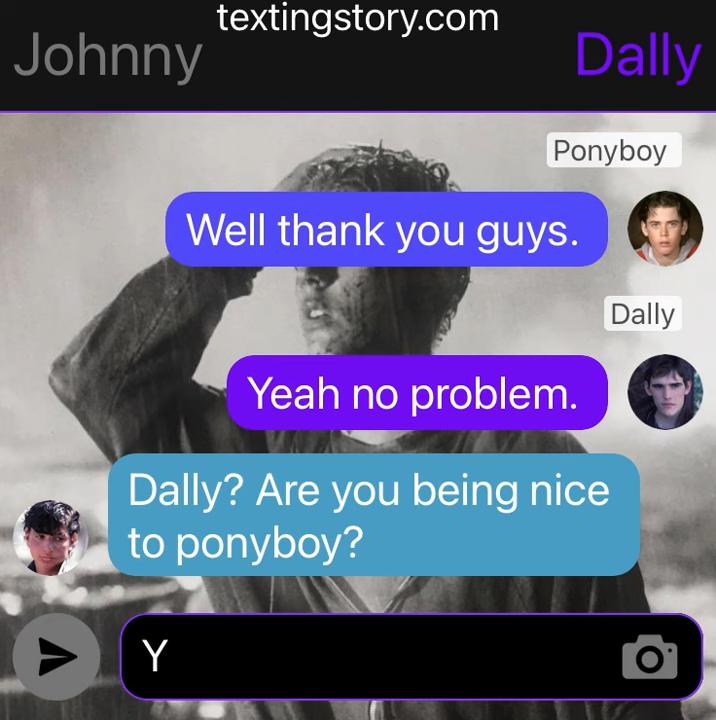 textingstory.com
Johnny
Dally
Ponyboy
Well thank you guys.
Dally
Yeah no problem.
Dally? Are you being nice
to ponyboy?
Y